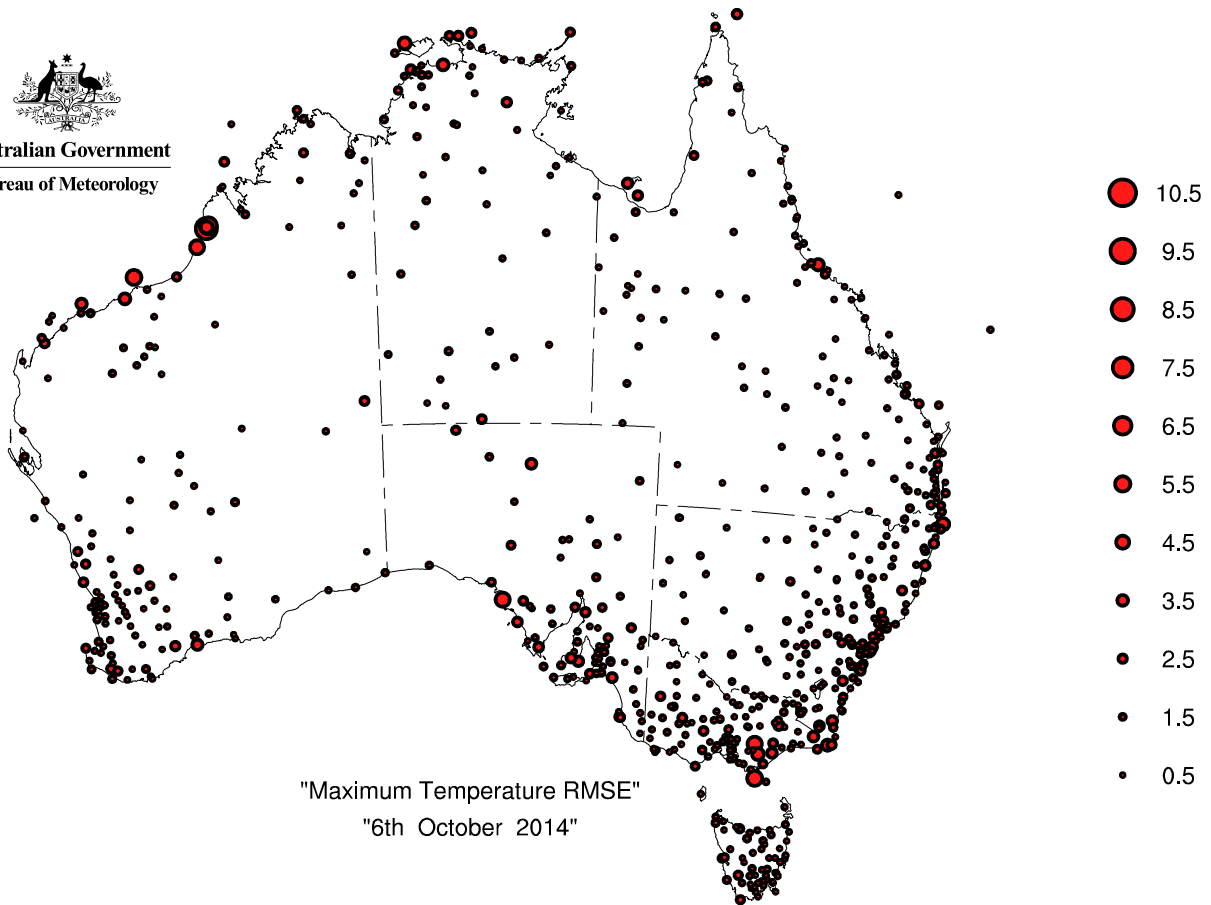 AUSTRALIA
tralian Government
reau of Meteorology
10.5
9.5
8.5
7.5
6.5
5.5
4.5
3.5
2.5
1.5
0.5
"Maximum Temperature RMSE"
"6th October 2014"